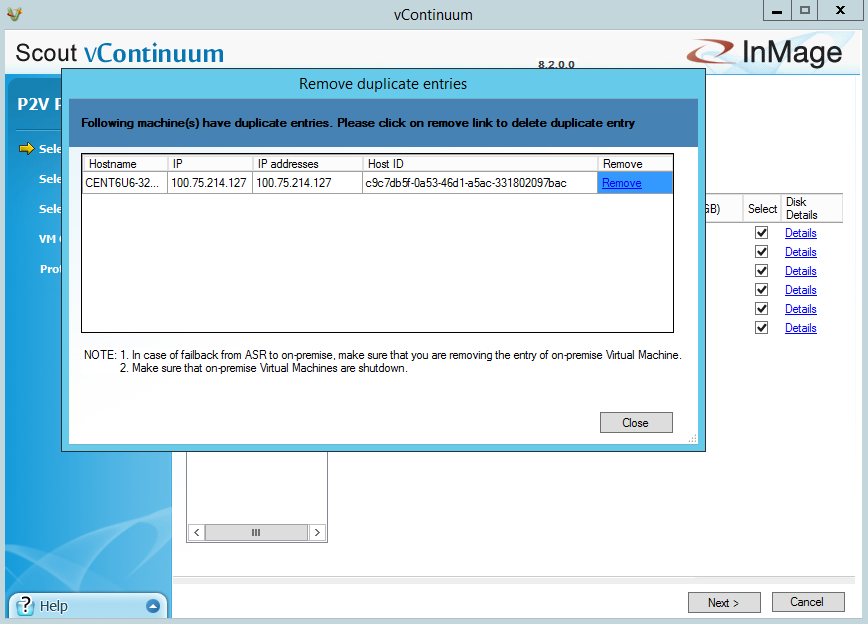 vContinuum
Scout vContinuum
8.2.0.0
InMage
Remove duplicate entries
P2V P
Following machine(s) have duplicate entries. Please click on remove link to delete duplicate entry
Hostname IP IP addresses Host ID Remove
CENT6U6-32... 100.75.214.127 100.75.214.127 c9c7db5f-0a53-46d1-a5ac-331802097bac Remove
Sele
Sele
Sele
VM
Prot
GB) Select Disk Details
Details
Details
Details
Details
Details
Details
NOTE: 1. In case of failback from ASR to on-premise, make sure that you are removing the entry of on-premise Virtual Machine.
2. Make sure that on-premise Virtual Machines are shutdown.
Close
Help
Next > Cancel